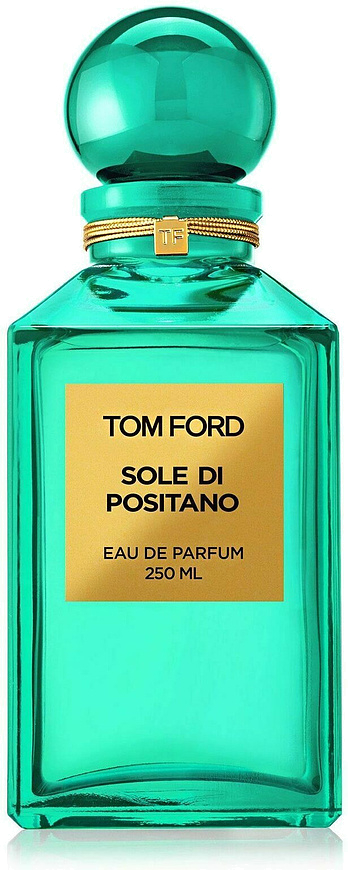 TF
TOM FORD
SOLE DI
POSITANO
EAU DE PARFUM
250 ML